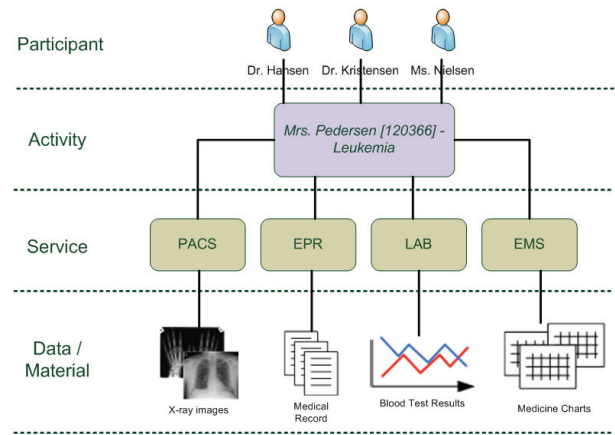 Participant
Dr. Hansen Dr. Kristensen Ms. Nielsen
Activity
Mrs. Pedersen [120366] -
Leukemia
Service
PACS EPR LAB EMS
Data /
Material
X-ray images
Medical
Record
Blood Test Results
Medicine Charts